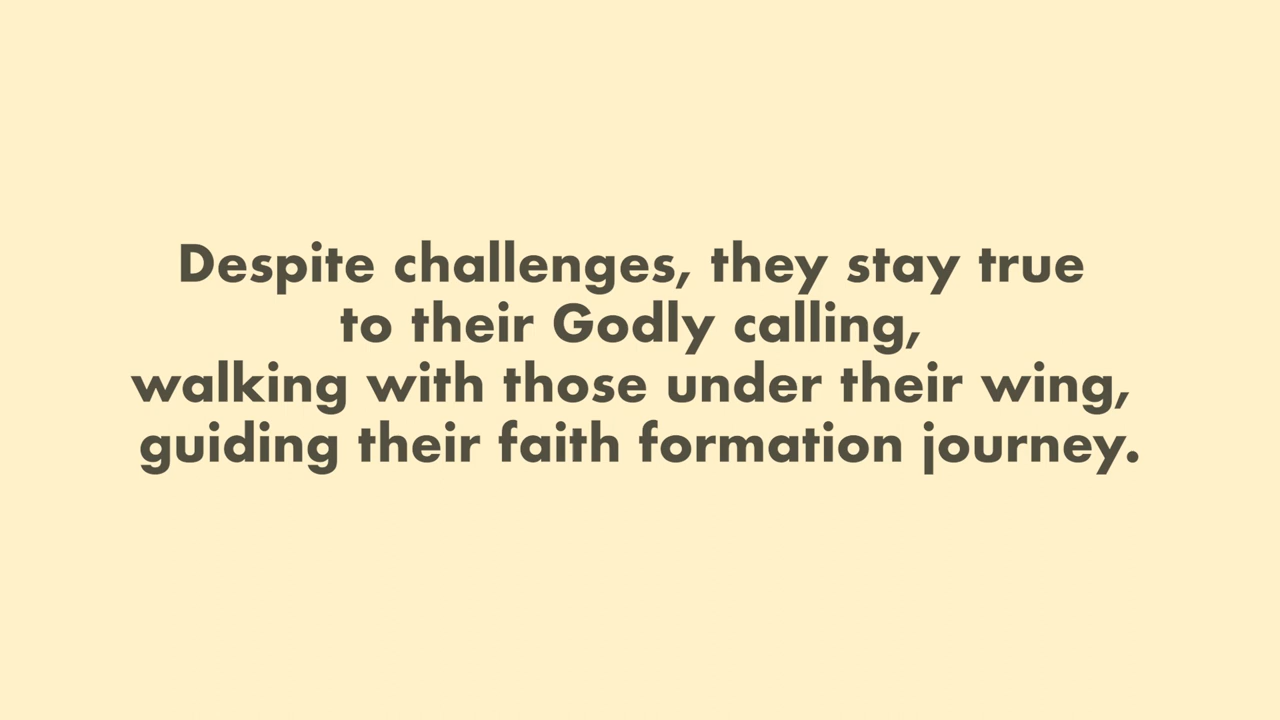 Despite challenges, they stay true
to their Godly calling,
walking with those under their wing,
guiding their faith formation journey.